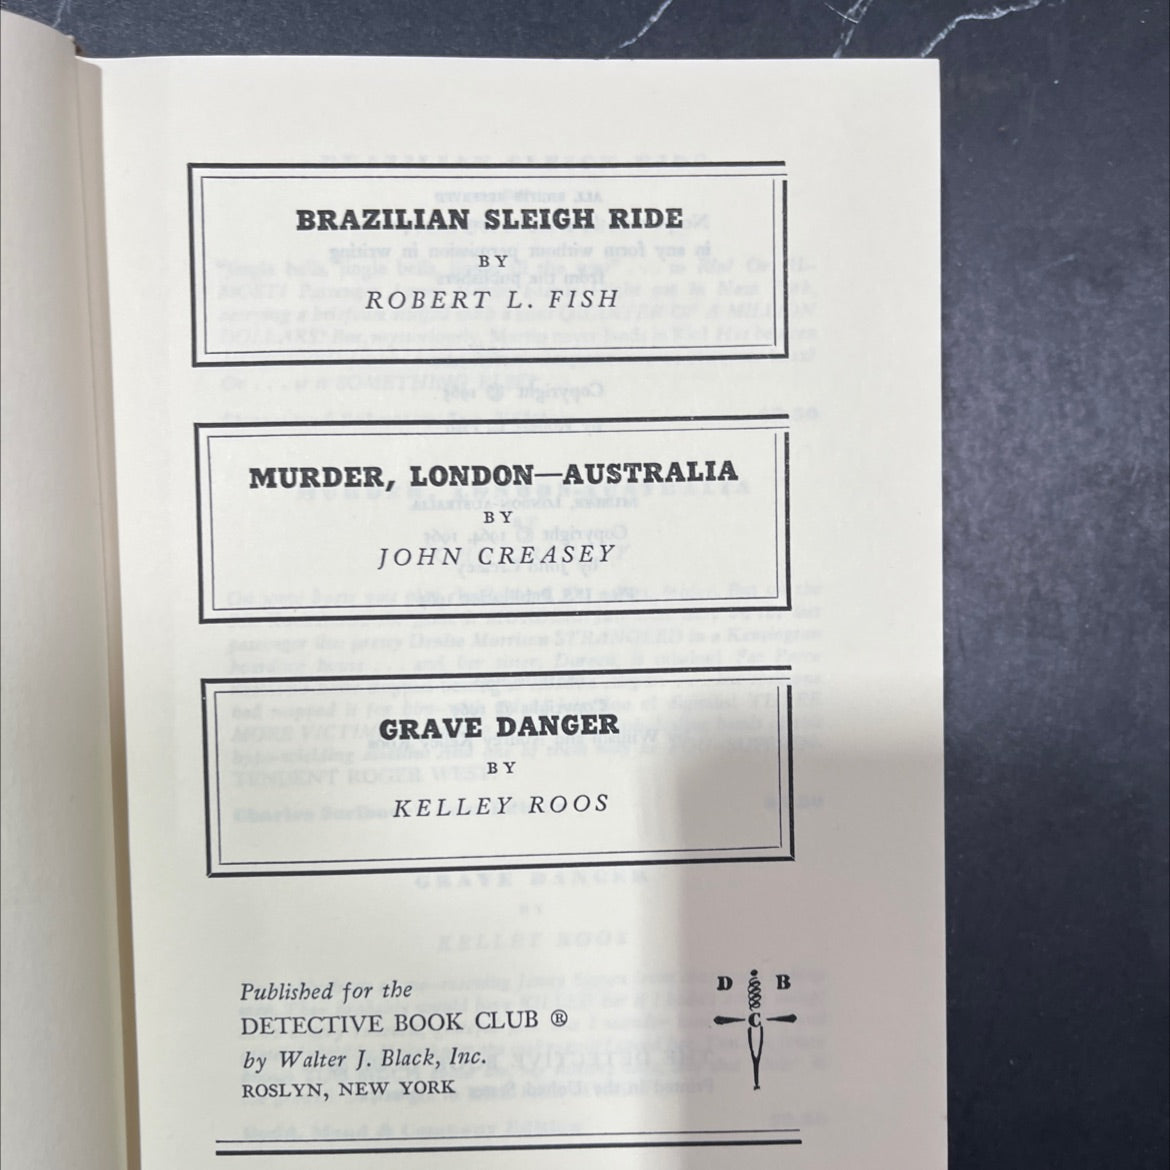 BRAZILIAN SLEIGH RIDE
BY
ROBERT L. FISH
MURDER, LONDON—AUSTRALIA
BY
JOHN CREASEY
GRAVE DANGER
BY
KELLEY ROOS
Published for the
DETECTIVE BOOK CLUB ®
by Walter J. Black, Inc.
ROSLYN, NEW YORK
D B
C